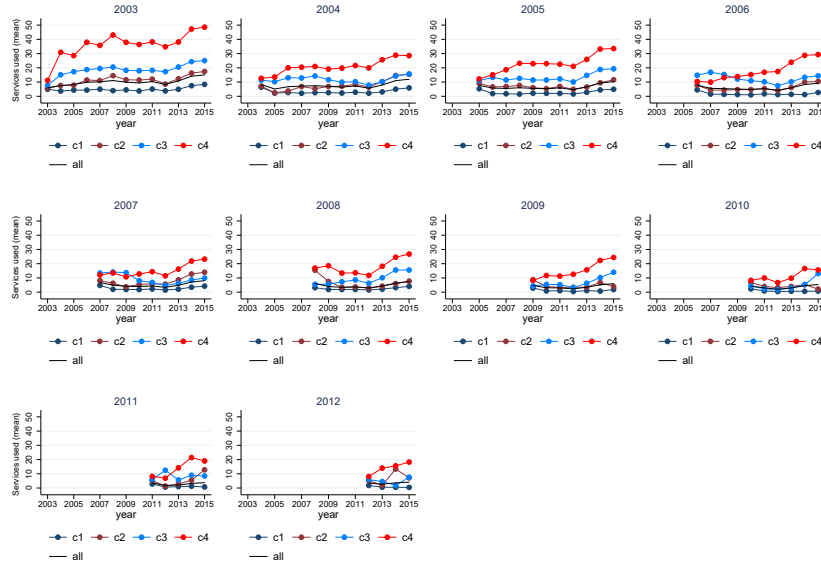 2003
Services used (mean)
0 10 20 30 40 50
2003 2005 2007 2009 2011 2013 2015
year
c1 c2 c3 c4
all
2004
0 10 20 30 40 50
2003 2005 2007 2009 2011 2013 2015
year
c1 c2 c3 c4
all
2005
0 10 20 30 40 50
2003 2005 2007 2009 2011 2013 2015
year
c1 c2 c3 c4
all
2006
0 10 20 30 40 50
2003 2005 2007 2009 2011 2013 2015
year
c1 c2 c3 c4
all
2007
Services used (mean)
0 10 20 30 40 50
2003 2005 2007 2009 2011 2013 2015
year
c1 c2 c3 c4
all
2008
0 10 20 30 40 50
2003 2005 2007 2009 2011 2013 2015
year
c1 c2 c3 c4
all
2009
0 10 20 30 40 50
2003 2005 2007 2009 2011 2013 2015
year
c1 c2 c3 c4
all
2010
0 10 20 30 40 50
2003 2005 2007 2009 2011 2013 2015
year
c1 c2 c3 c4
all
2011
Services used (mean)
0 10 20 30 40 50
2003 2005 2007 2009 2011 2013 2015
year
c1 c2 c3 c4
all
2012
0 10 20 30 40 50
2003 2005 2007 2009 2011 2013 2015
year
c1 c2 c3 c4
all